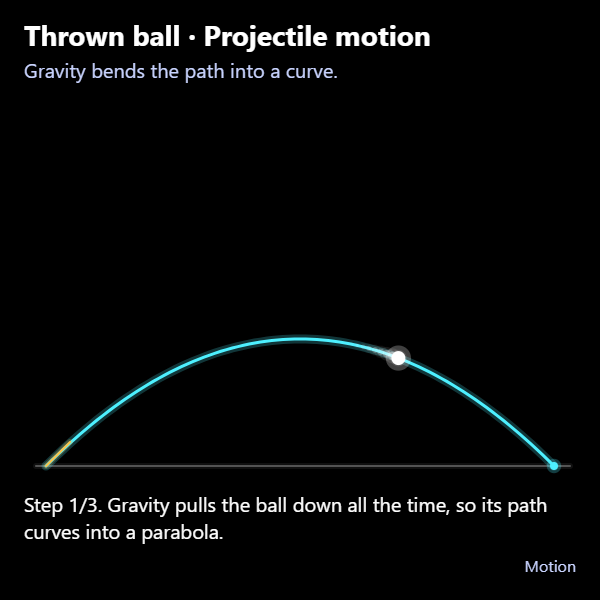 Thrown ball · Projectile motion
Gravity bends the path into a curve.
Step 1/3. Gravity pulls the ball down all the time, so its path
curves into a parabola.
Motion